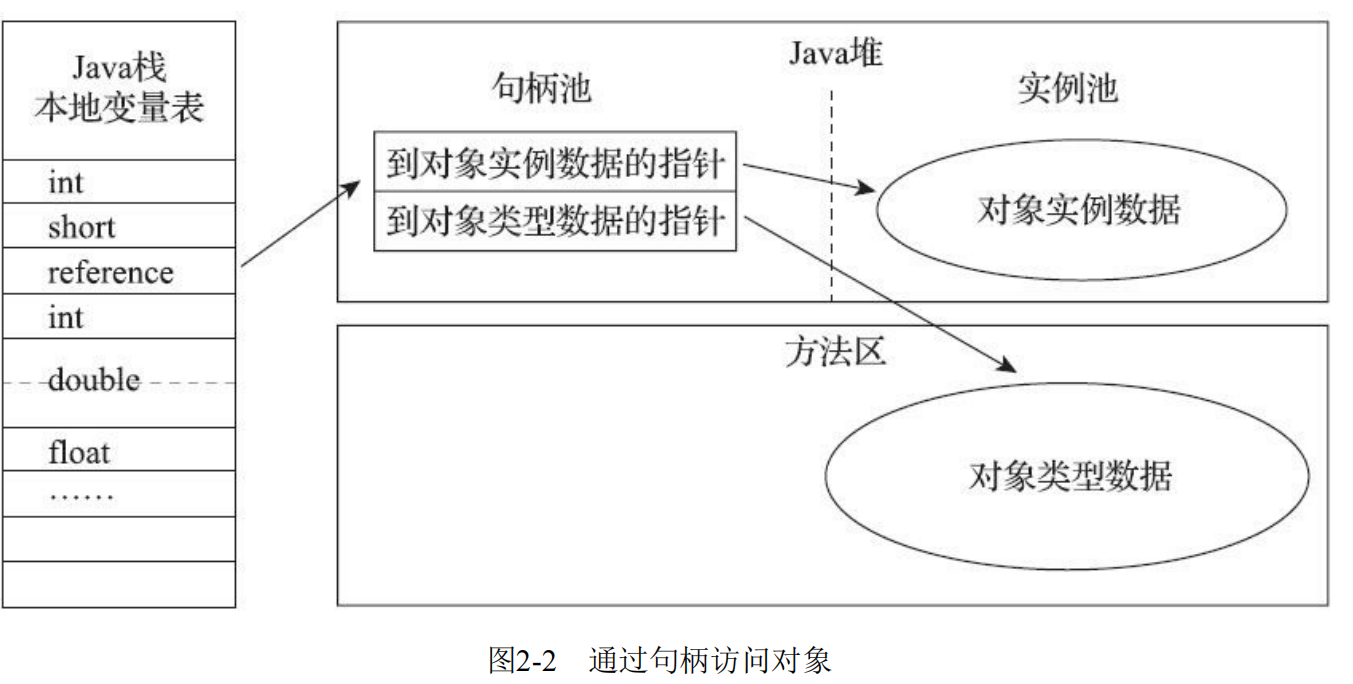 Java栈
本地变量表
int
short
reference
int
double
float
……
Java堆
句柄池
实例池
到对象实例数据的指针
到对象类型数据的指针
对象实例数据
方法区
对象类型数据
图2-2 通过句柄访问对象